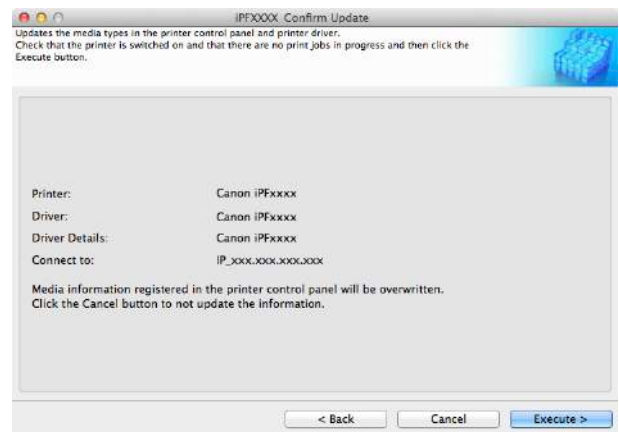 iPFXXXX Confirm Update
Updates the media types in the printer control panel and printer driver.
Check that the printer is switched on and that there are no print jobs in progress and then click the
Execute button.
Printer: Canon iPFxxxx
Driver: Canon iPFxxxx
Driver Details: Canon iPFxxxx
Connect to: IP_xxx.xxx.xxx.xxx
Media information registered in the printer control panel will be overwritten.
Click the Cancel button to not update the information.
< Back Cancel Execute >